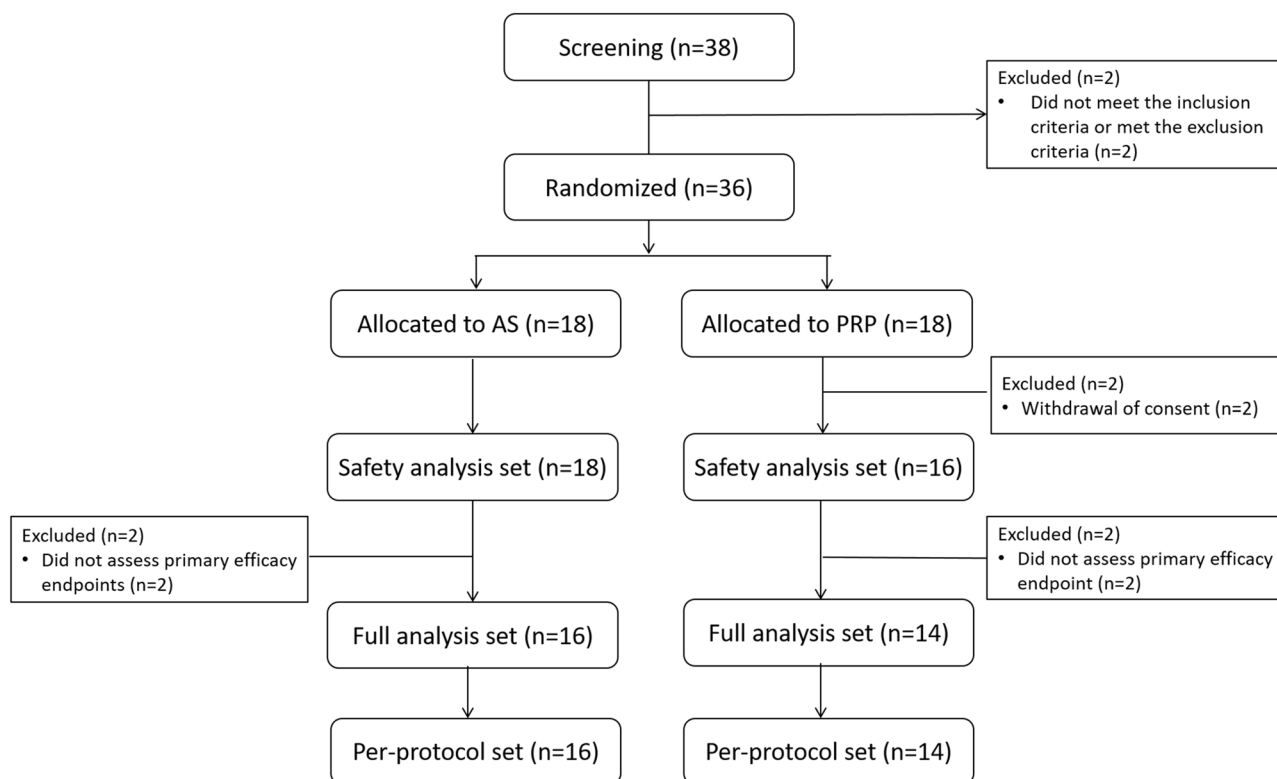 Screening (n=38)
Excluded (n=2)
• Did not meet the inclusion
criteria or met the exclusion
criteria (n=2)
Randomized (n=36)
Allocated to AS (n=18)
Allocated to PRP (n=18)
Excluded (n=2)
• Withdrawal of consent (n=2)
Safety analysis set (n=18)
Safety analysis set (n=16)
Excluded (n=2)
• Did not assess primary efficacy
endpoints (n=2)
Excluded (n=2)
• Did not assess primary efficacy
endpoint (n=2)
Full analysis set (n=16)
Full analysis set (n=14)
Per-protocol set (n=16)
Per-protocol set (n=14)